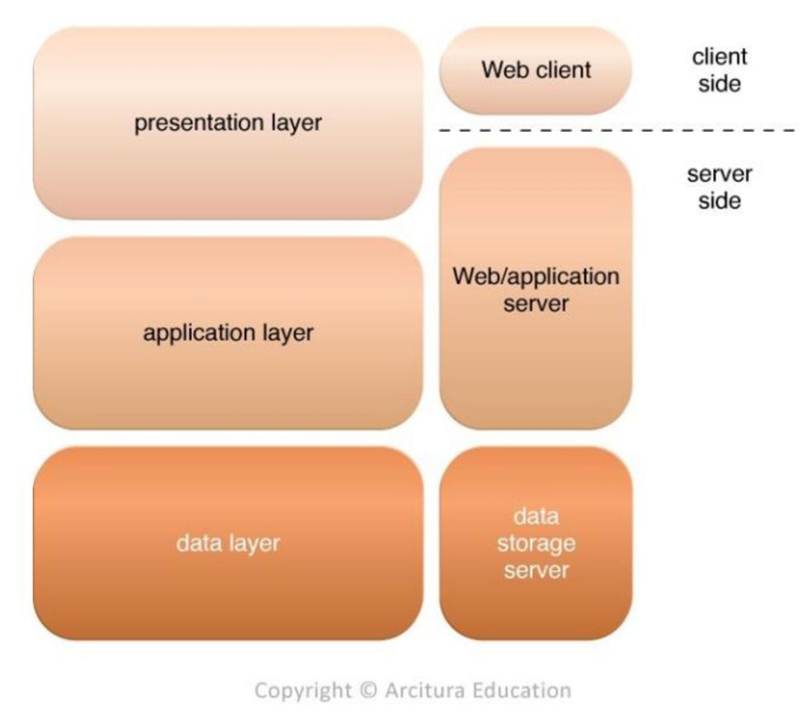 presentation layer
Web client
client
side
server
side
Web/application
server
application layer
data layer
data
storage
server
Copyright © Arcitura Education